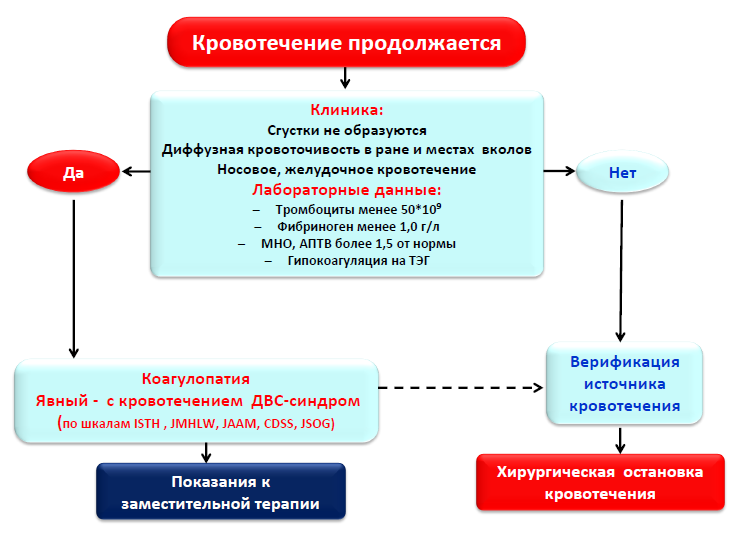 Кровотечение продолжается
Клиника:
Сгустки не образуются
Диффузная кровоточивость в ране и местах вколов
Носовое, желудочное кровотечение
Лабораторные данные:
– Тромбоциты менее 50*10⁹
– Фибриноген менее 1,0 г/л
– МНО, АПТВ более 1,5 от нормы
– Гипокоагуляция на ТЭГ
Да
Нет
Коагулопатия
Явный - с кровотечением ДВС-синдром
(по шкалам ISTH , JMHLW, JAAM, CDSS, JSOG)
Верификация
источника
кровотечения
Показания к
заместительной терапии
Хирургическая остановка
кровотечения